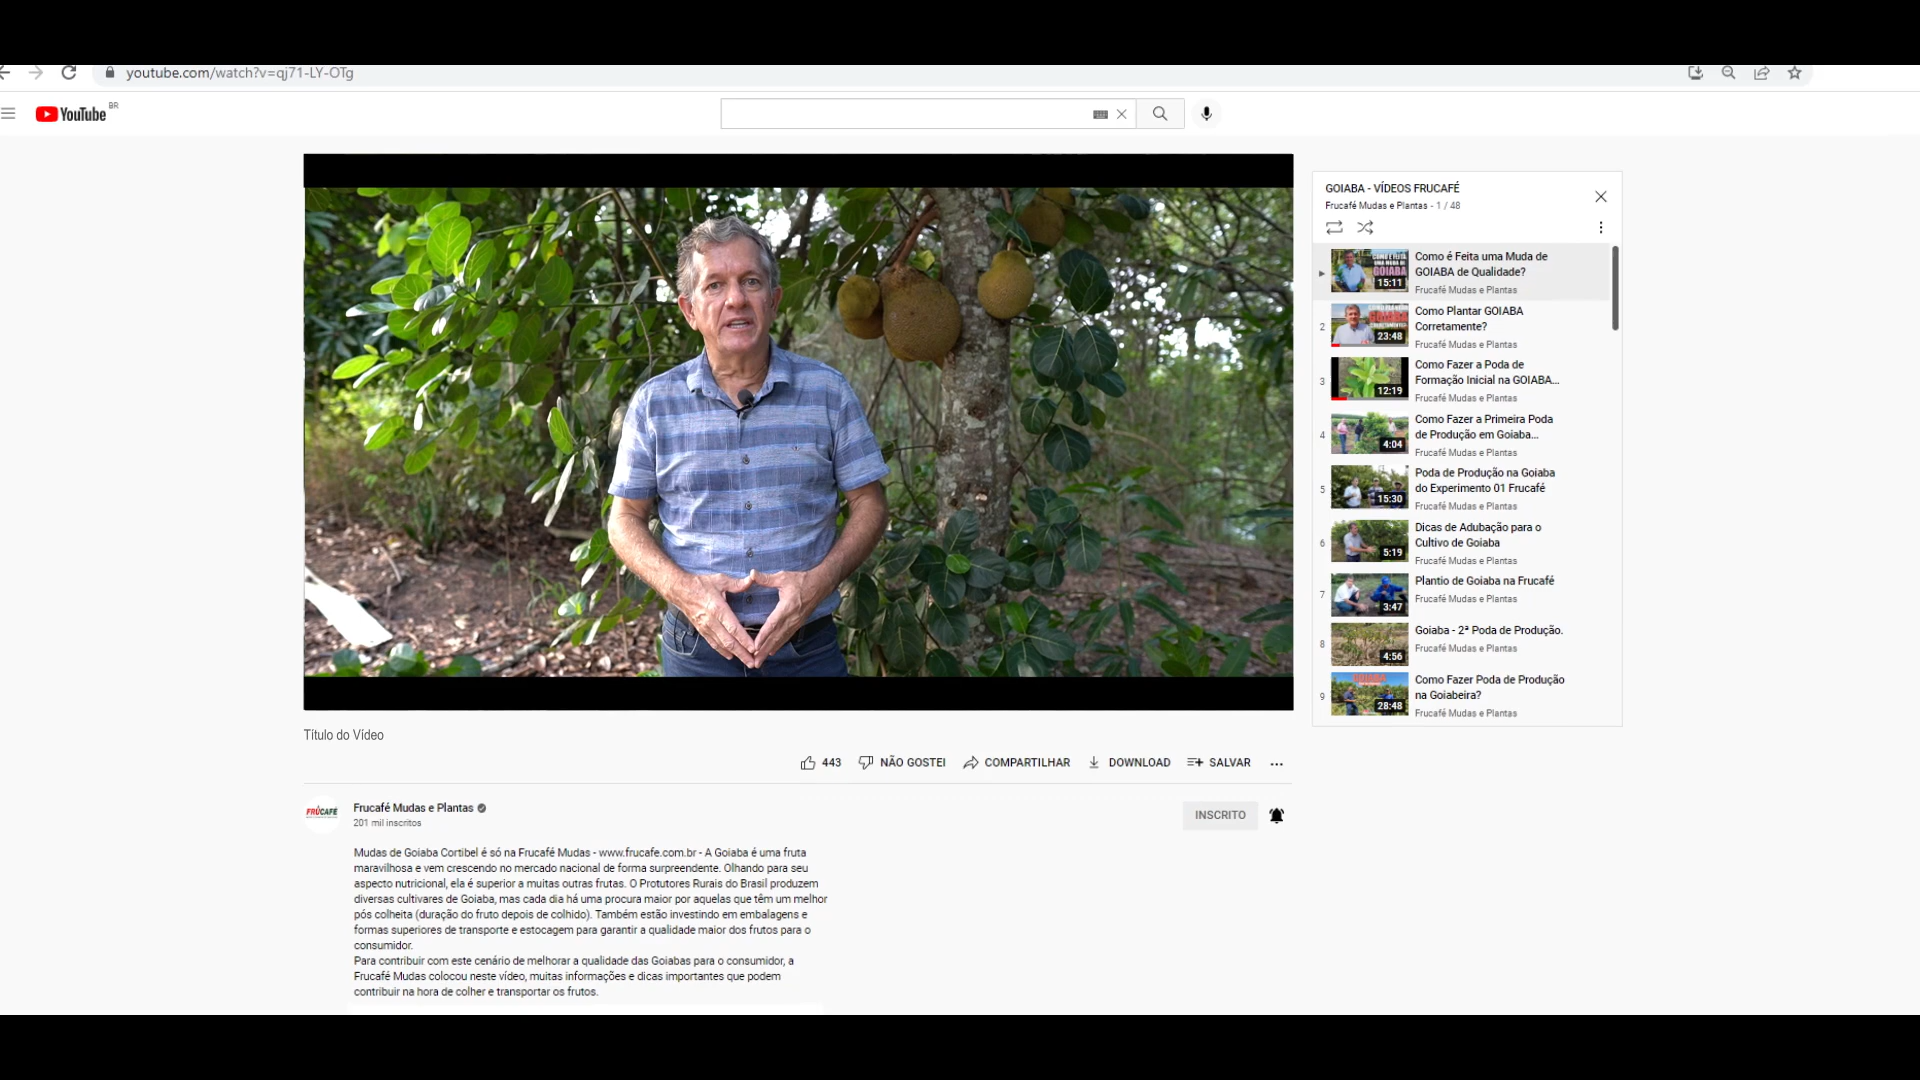 youtube.com/watch?v=qj71-LY-OTg
YouTube BR
GOIABA - VÍDEOS FRUCAFÉ
Frucafé Mudas e Plantas - 1 / 48
Como é Feita uma Muda de
GOIABA de Qualidade?
15:11
Frucafé Mudas e Plantas
2
Como Plantar GOIABA
Corretamente?
23:48
Frucafé Mudas e Plantas
3
Como Fazer a Poda de
Formação Inicial na GOIABA...
12:19
Frucafé Mudas e Plantas
4
Como Fazer a Primeira Poda
de Produção em Goiaba...
4:04
Frucafé Mudas e Plantas
5
Poda de Produção na Goiaba
do Experimento 01 Frucafé
15:30
Frucafé Mudas e Plantas
6
Dicas de Adubação para o
Cultivo de Goiaba
5:19
Frucafé Mudas e Plantas
7
Plantio de Goiaba na Frucafé
3:47
Frucafé Mudas e Plantas
8
Goiaba - 2ª Poda de Produção.
4:56
Frucafé Mudas e Plantas
9
Como Fazer Poda de Produção
na Goiabeira?
28:48
Frucafé Mudas e Plantas
Título do Vídeo
443 NÃO GOSTEI COMPARTILHAR DOWNLOAD SALVAR ...
FRUCAFÉ
Frucafé Mudas e Plantas
201 mil inscritos
INSCRITO
Mudas de Goiaba Cortibel é só na Frucafé Mudas - www.frucafe.com.br - A Goiaba é uma fruta
maravilhosa e vem crescendo no mercado nacional de forma surpreendente. Olhando para seu
aspecto nutricional, ela é superior a muitas outras frutas. O Protutores Rurais do Brasil produzem
diversas cultivares de Goiaba, mas cada dia há uma procura maior por aquelas que têm um melhor
pós colheita (duração do fruto depois de colhido). Também estão investindo em embalagens e
formas superiores de transporte e estocagem para garantir a qualidade maior dos frutos para o
consumidor.
Para contribuir com este cenário de melhorar a qualidade das Goiabas para o consumidor, a
Frucafé Mudas colocou neste vídeo, muitas informações e dicas importantes que podem
contribuir na hora de colher e transportar os frutos.